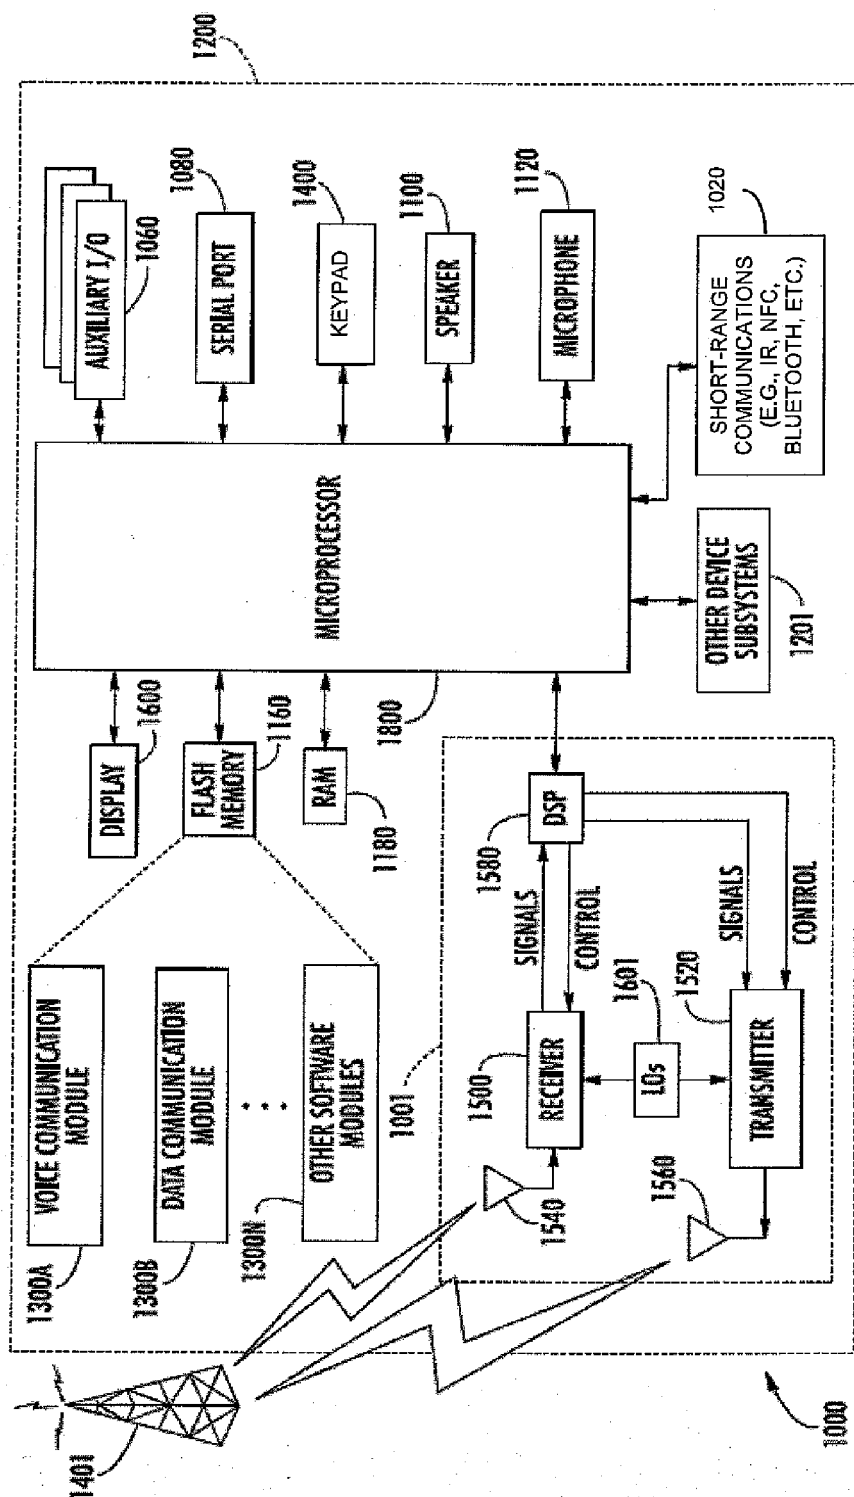 1200
AUXILIARY I/O
1060
SERIAL PORT
1080
KEYPAD
1400
SPEAKER
1100
MICROPHONE
1120
SHORT-RANGE
COMMUNICATIONS
(E.G., IR, NFC,
BLUETOOTH, ETC.)
1020
MICROPROCESSOR
1800
OTHER DEVICE
SUBSYSTEMS
1201
DISPLAY
1600
FLASH
MEMORY
1160
RAM
1180
VOICE COMMUNICATION
MODULE
1300A
DATA COMMUNICATION
MODULE
1300B
OTHER SOFTWARE
MODULES
1300N
1001
DSP
1580
SIGNALS
CONTROL
SIGNALS
CONTROL
RECEIVER
1500
LOs
1601
TRANSMITTER
1520
1540
1560
1401
1000